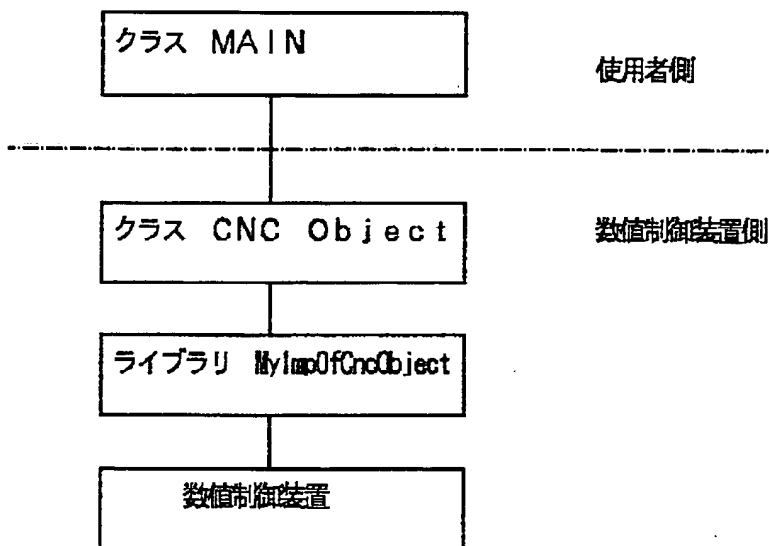 クラス MAIN
使用者側
クラス CNC Object
数値制御装置側
ライブラリ MyImpOfCncObject
数値制御装置